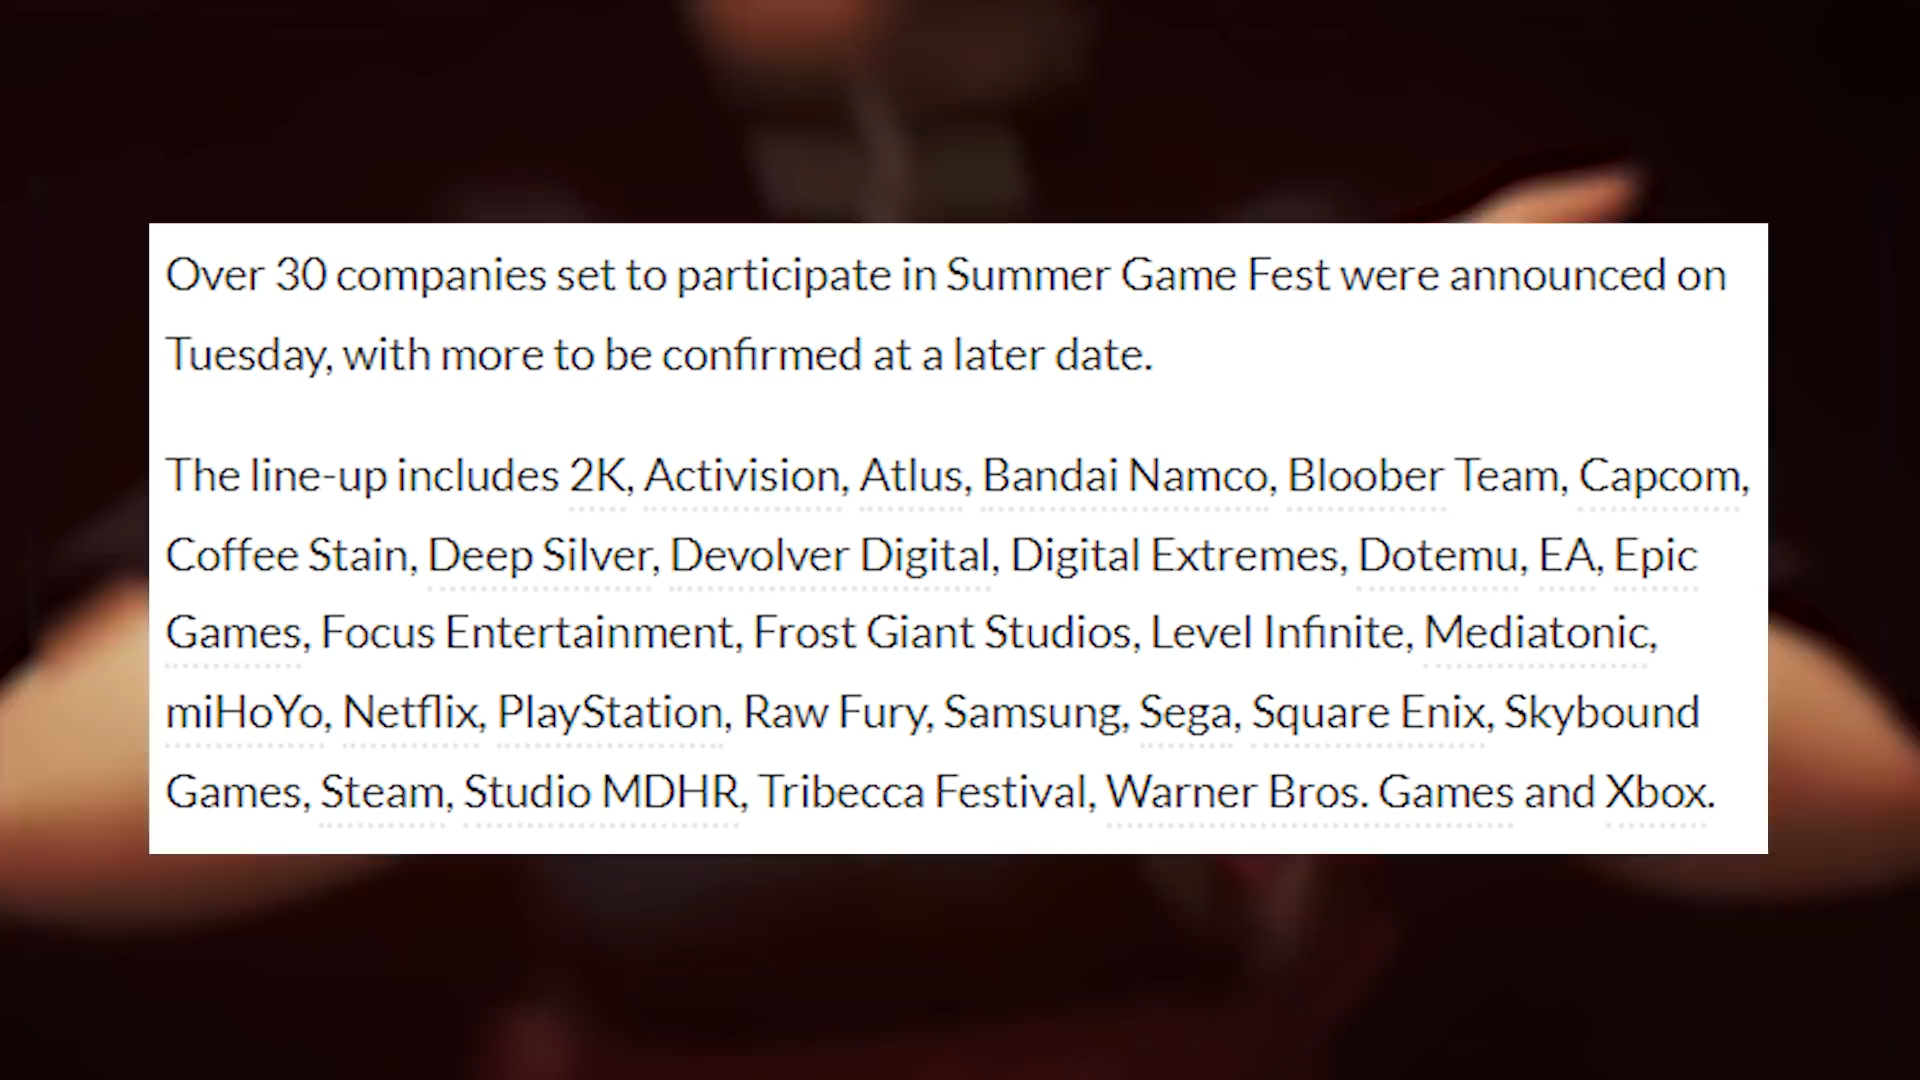 Over 30 companies set to participate in Summer Game Fest were announced on
Tuesday, with more to be confirmed at a later date.
The line-up includes 2K, Activision, Atlus, Bandai Namco, Bloober Team, Capcom,
Coffee Stain, Deep Silver, Devolver Digital, Digital Extremes, Dotemu, EA, Epic
Games, Focus Entertainment, Frost Giant Studios, Level Infinite, Mediatonic,
miHoYo, Netflix, PlayStation, Raw Fury, Samsung, Sega, Square Enix, Skybound
Games, Steam, Studio MDHR, Tribecca Festival, Warner Bros. Games and Xbox.